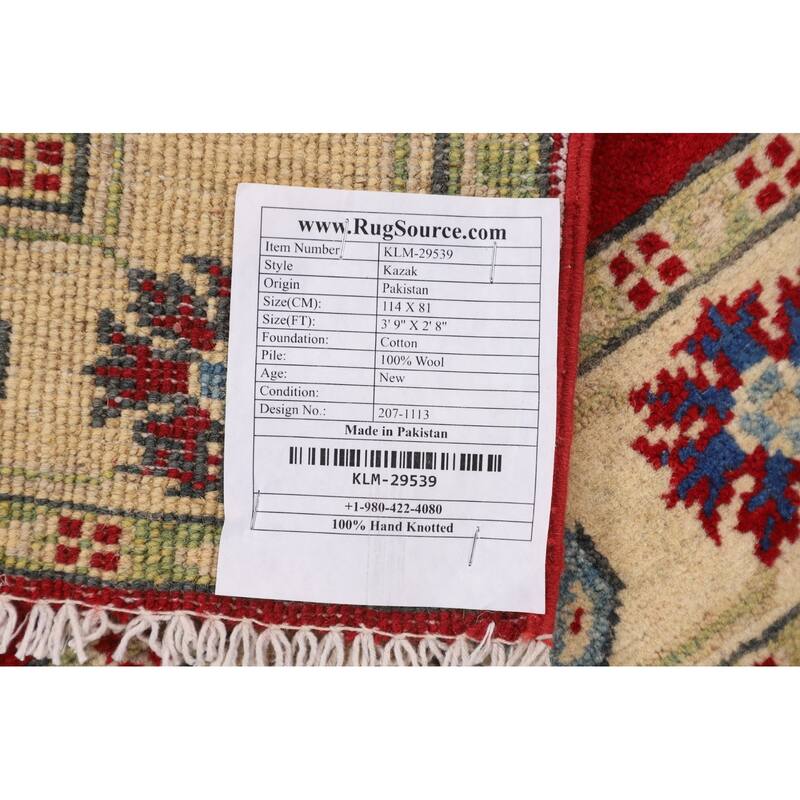 www.RugSource.com
Item Number KLM-29539
Style Kazak
Origin Pakistan
Size(CM): 114 X 81
Size(FT): 3' 9" X 2' 8"
Foundation: Cotton
Pile: 100% Wool
Age: New
Condition:
Design No.: 207-1113
Made in Pakistan
KLM-29539
+1-980-422-4080
100% Hand Knotted